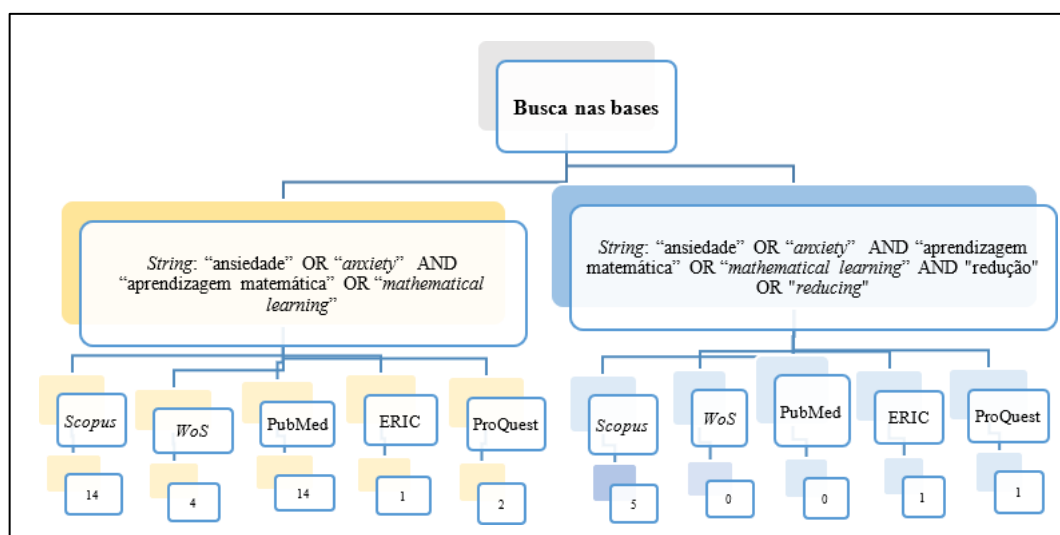 Busca nas bases
String: “ansiedade” OR “anxiety” AND
“aprendizagem matemática” OR “mathematical
learning”
String: “ansiedade” OR “anxiety” AND “aprendizagem
matemática” OR “mathematical learning” AND "redução"
OR "reducing"
Scopus WoS PubMed ERIC ProQuest
14 4 14 1 2
Scopus WoS PubMed ERIC ProQuest
5 0 0 1 1